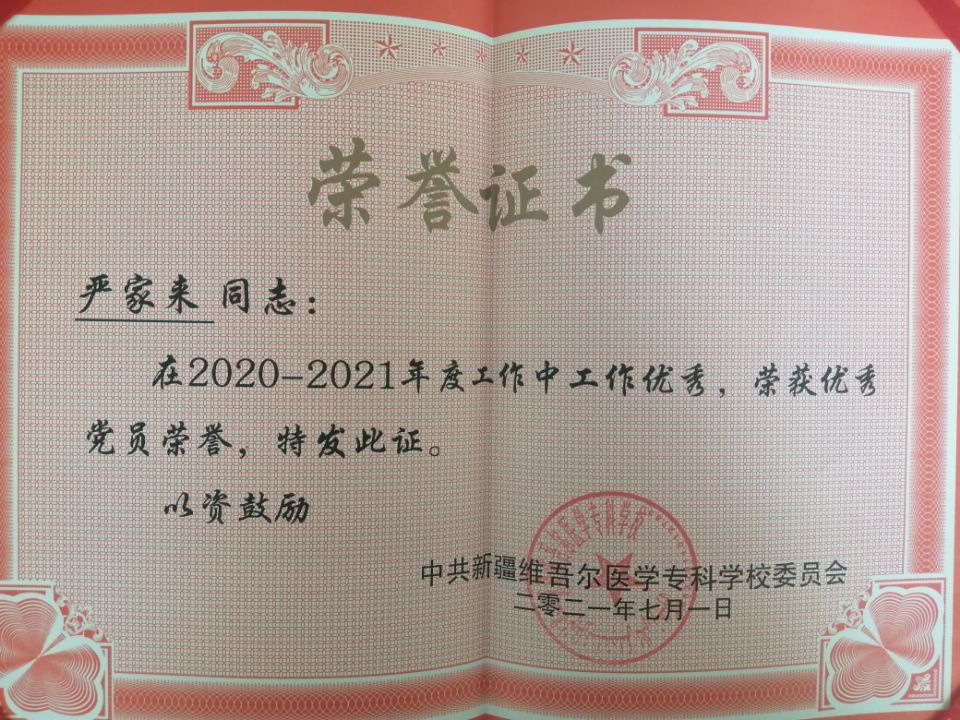 荣誉证书
严家来 同志：
在2020-2021年度工作中工作优秀，荣获优秀
党员荣誉，特发此证。
以资鼓励
中共新疆维吾尔医学专科学校委员会
二零二一年七月一日